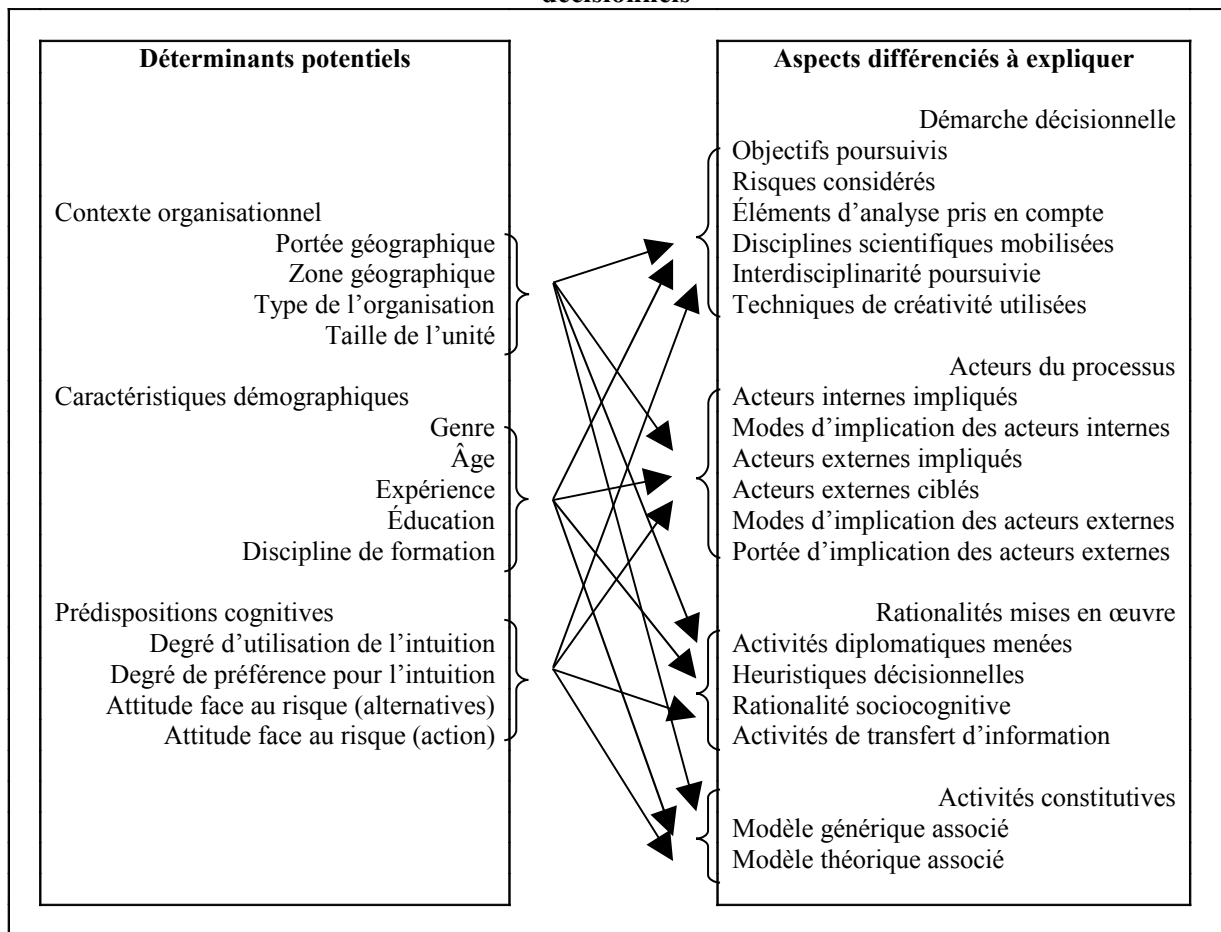 décisionnels
Déterminants potentiels
Contexte organisationnel
Portée géographique
Zone géographique
Type de l'organisation
Taille de l'unité
Caractéristiques démographiques
Genre
Âge
Expérience
Éducation
Discipline de formation
Prédispositions cognitives
Degré d'utilisation de l'intuition
Degré de préférence pour l'intuition
Attitude face au risque (alternatives)
Attitude face au risque (action)
Aspects différenciés à expliquer
Démarche décisionnelle
Objectifs poursuivis
Risques considérés
Éléments d'analyse pris en compte
Disciplines scientifiques mobilisées
Interdisciplinarité poursuivie
Techniques de créativité utilisées
Acteurs du processus
Acteurs internes impliqués
Modes d'implication des acteurs internes
Acteurs externes impliqués
Acteurs externes ciblés
Modes d'implication des acteurs externes
Portée d'implication des acteurs externes
Rationalités mises en œuvre
Activités diplomatiques menées
Heuristiques décisionnelles
Rationalité sociocognitive
Activités de transfert d'information
Activités constitutives
Modèle générique associé
Modèle théorique associé